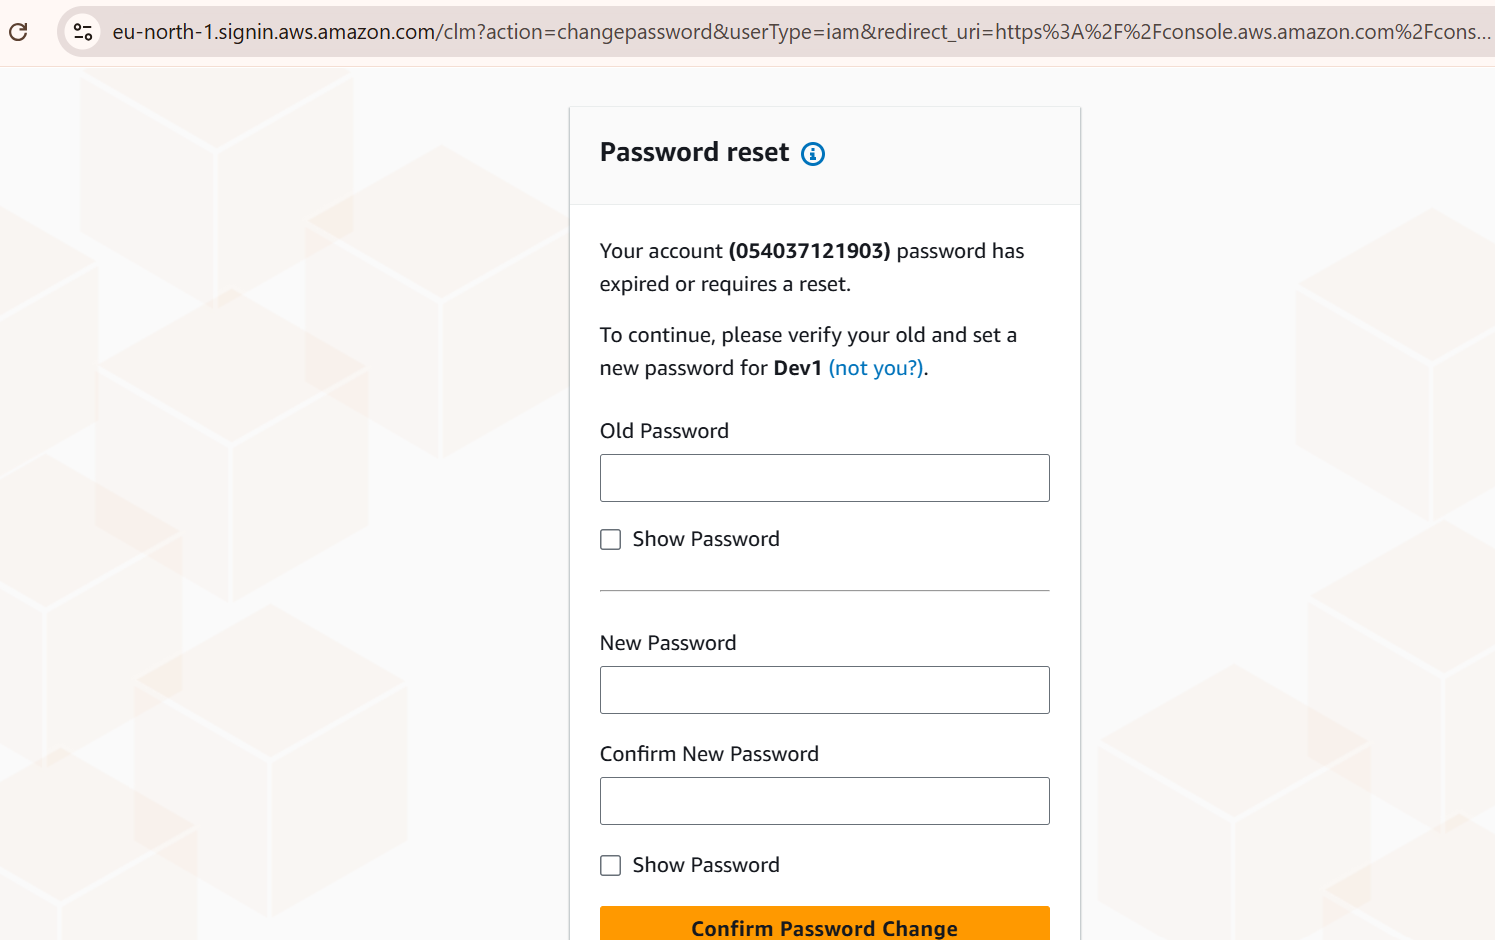 eu-north-1.signin.aws.amazon.com/clm?action=changepassword&userType=iam&redirect_uri=https%3A%2F%2Fconsole.aws.amazon.com%2Fcons...
Password reset
Your account (054037121903) password has
expired or requires a reset.
To continue, please verify your old and set a
new password for Dev1 (not you?).
Old Password
Show Password
New Password
Confirm New Password
Show Password
Confirm Password Change